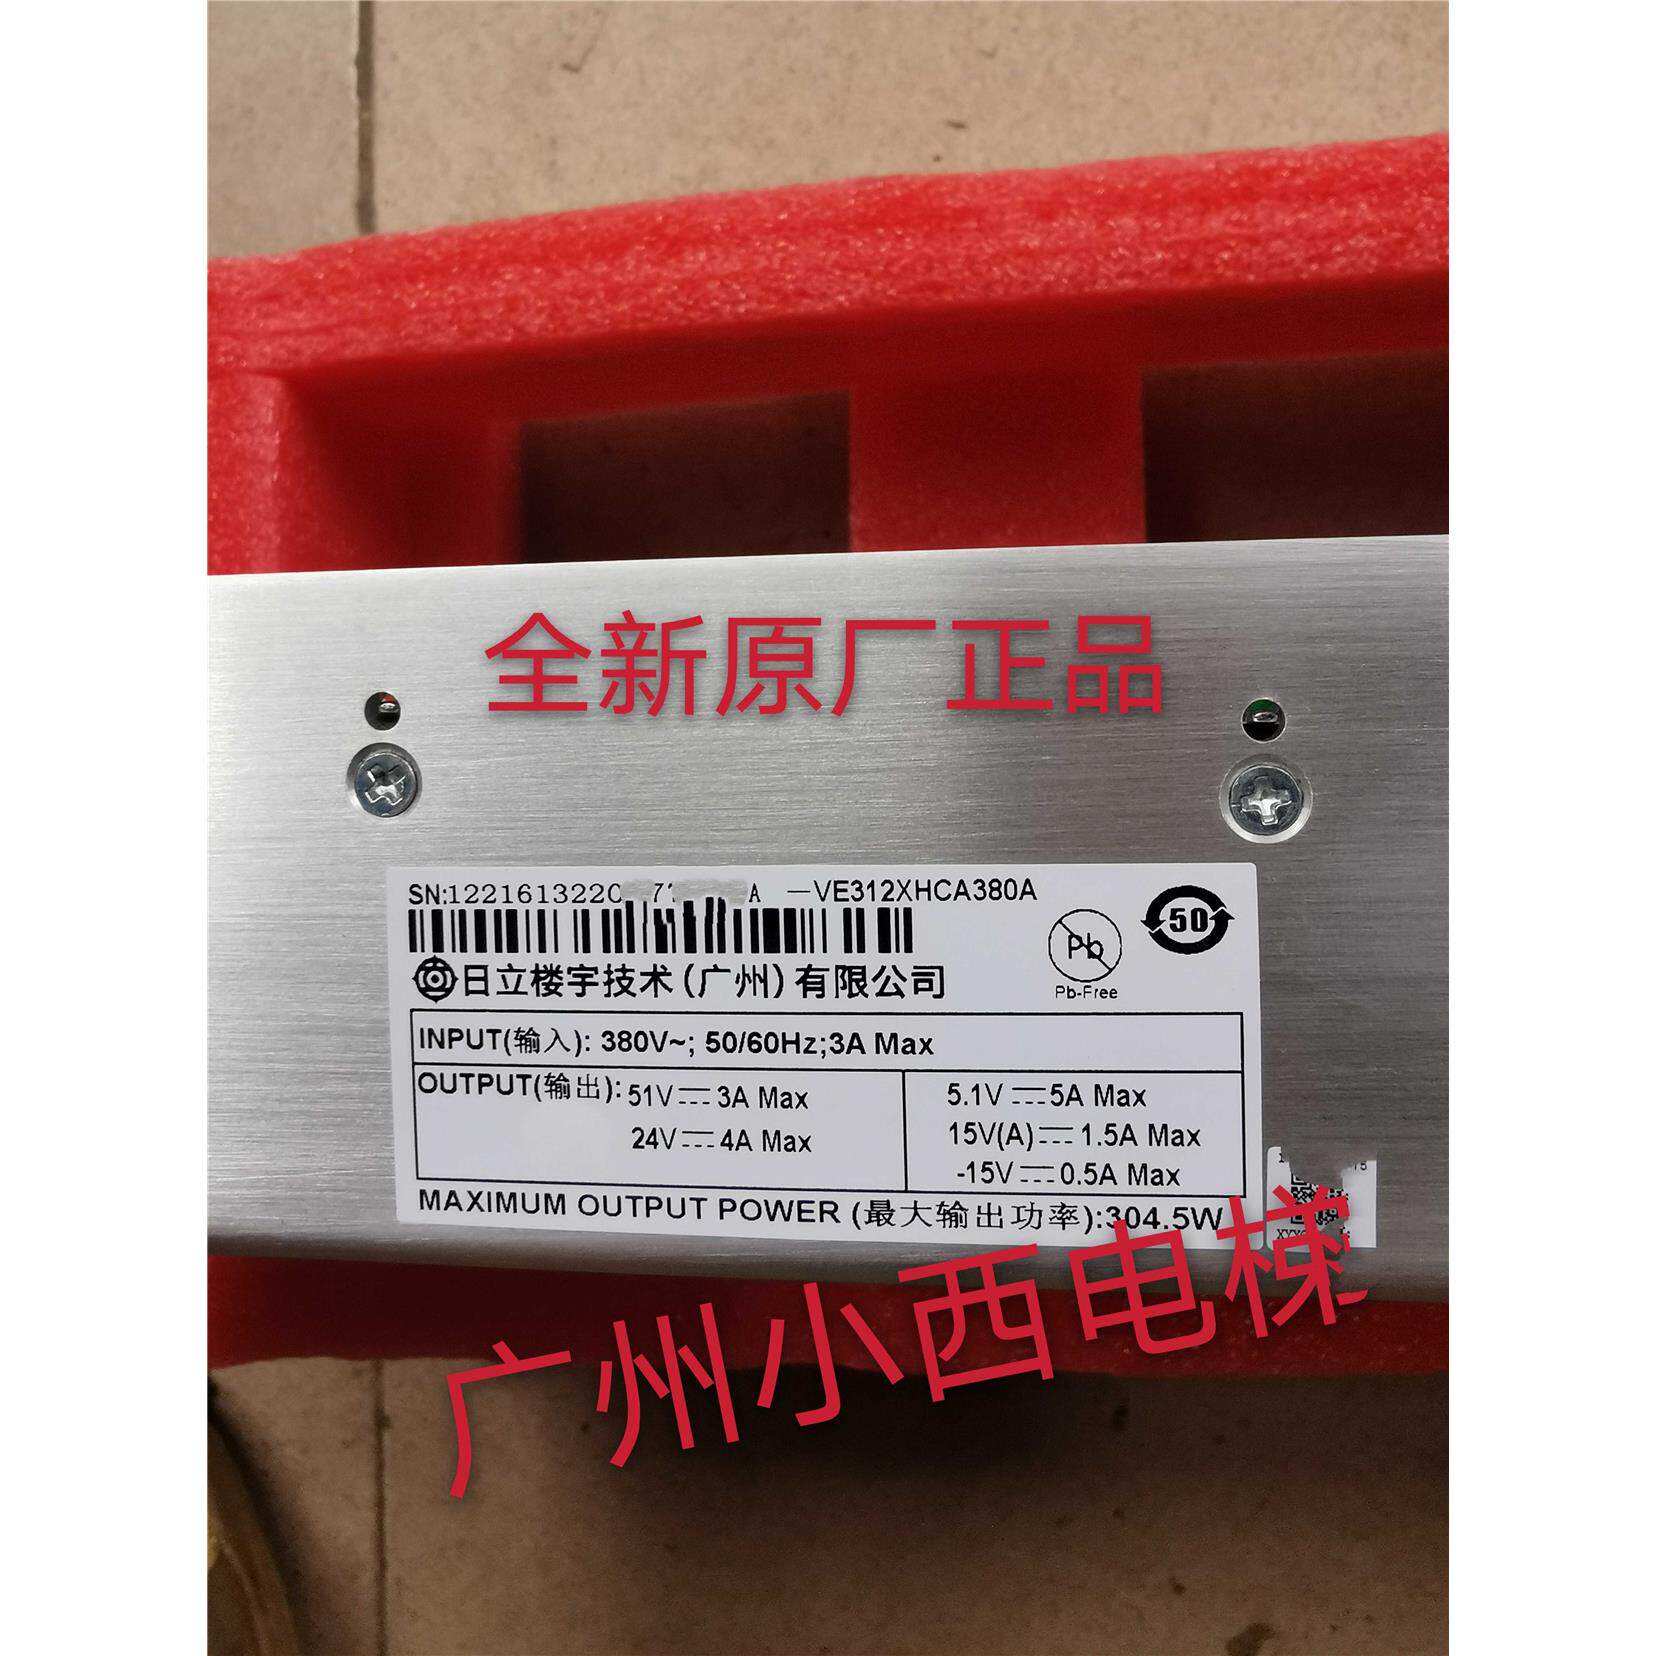 全新原厂正品
SN:122161322 A —VE312XHCA380A
50
Pb
Pb-Free
日立楼宇技术(广州)有限公司
INPUT(输入): 380V~; 50/60Hz;3A Max
OUTPUT(输出): 51V⎓3A Max
24V⎓4A Max
5.1V⎓5A Max
15V(A)⎓1.5A Max
-15V⎓0.5A Max
MAXIMUM OUTPUT POWER (最大输出功率):304.5W
广州小西电梯